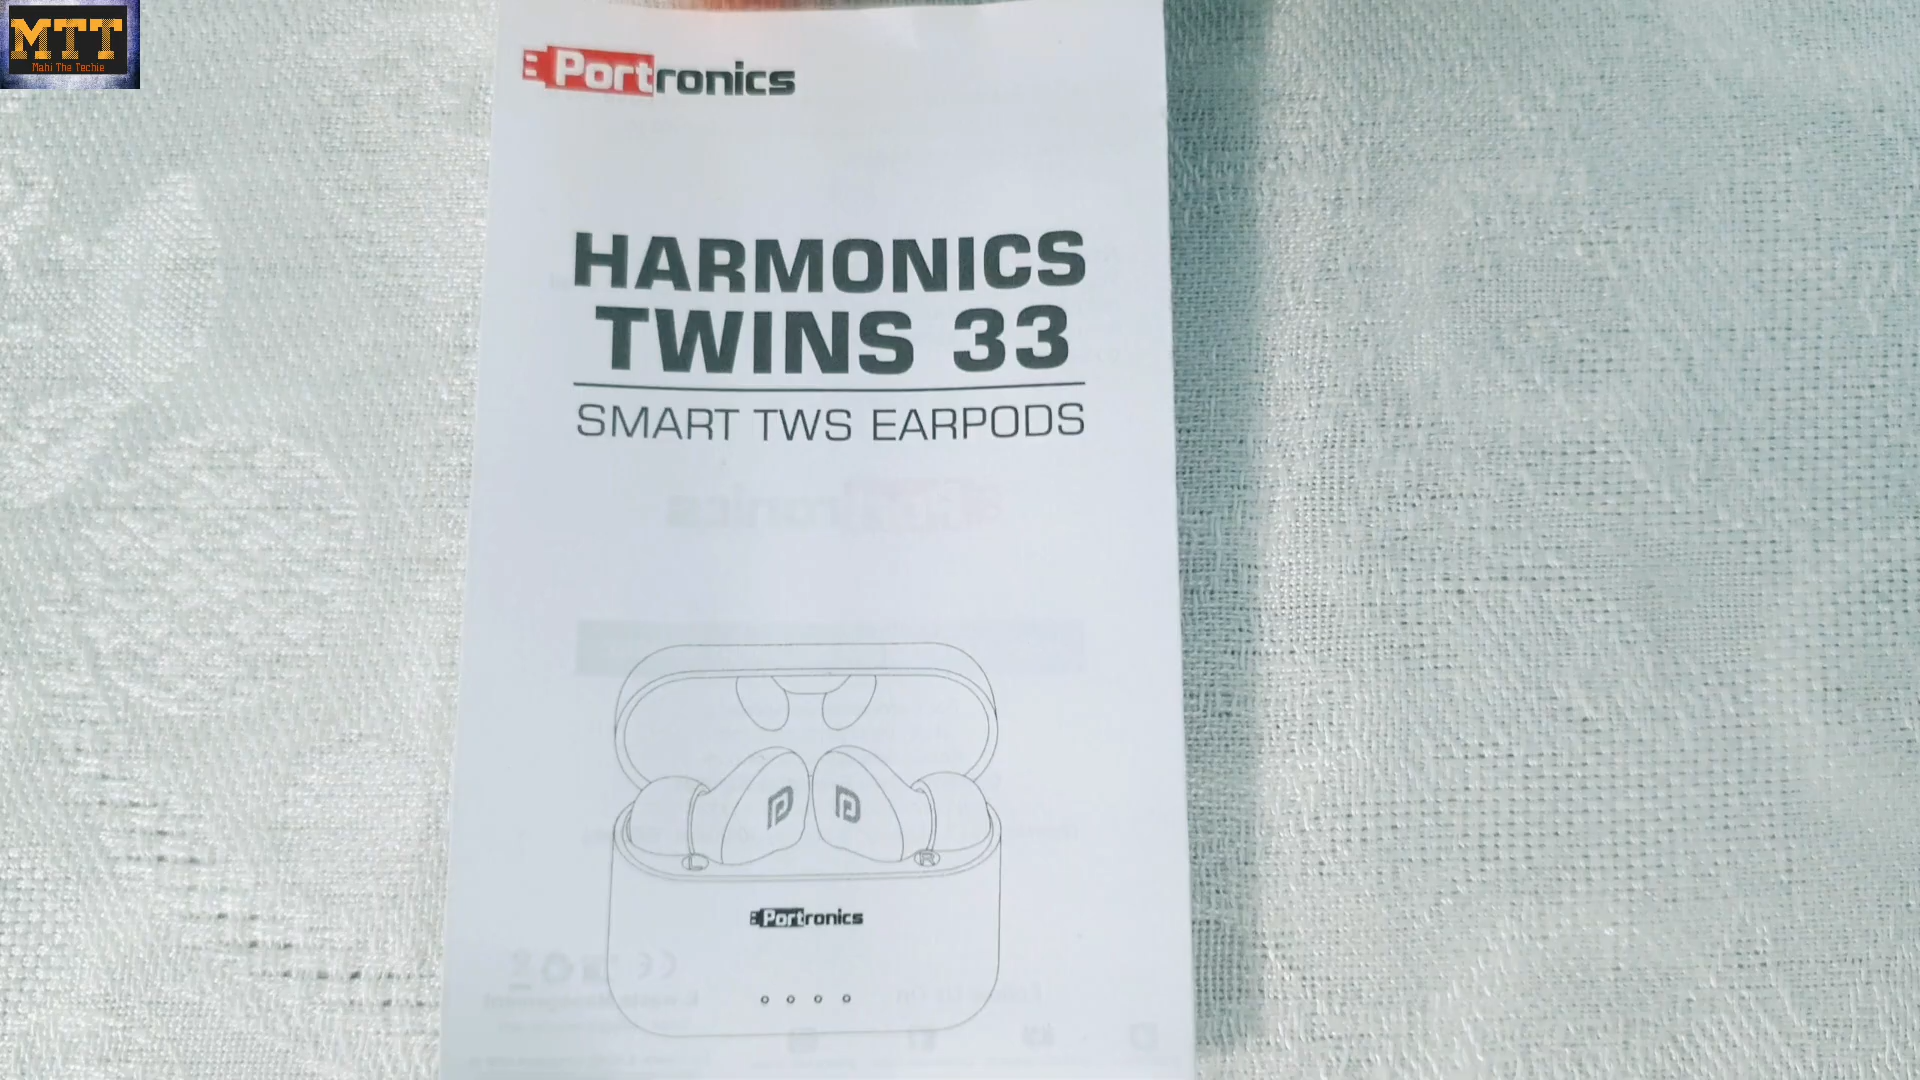 MTT
Mahi The Techie
Portronics
HARMONICS
TWINS 33
SMART TWS EARPODS
L
R
Portronics